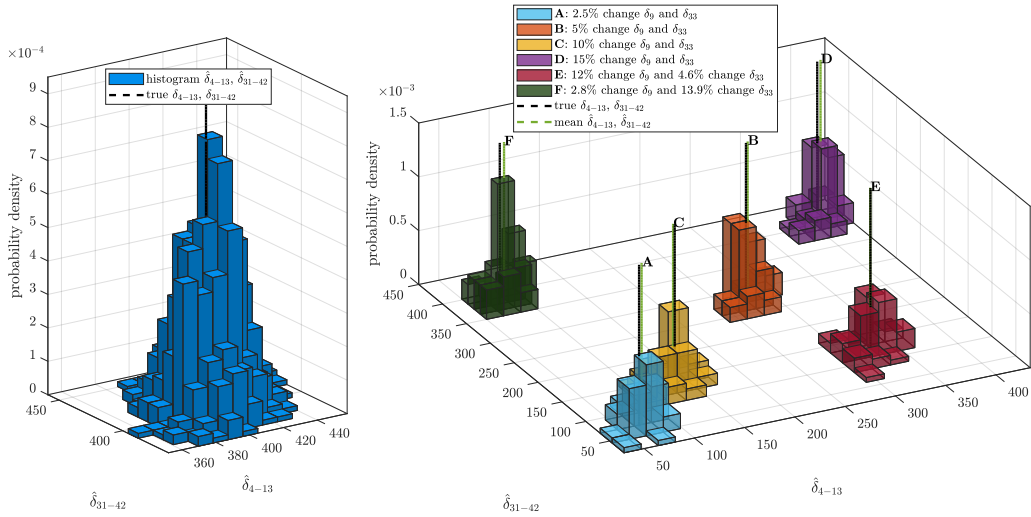 ×10⁻⁴
9
8
7
6
5
4
3
2
1
0
probability density
histogram δ̂₄₋₁₃, δ̂₃₁₋₄₂
true δ₄₋₁₃, δ₃₁₋₄₂
450
400
360
380
400
420
440
δ̂₃₁₋₄₂
δ̂₄₋₁₃
×10⁻³
1.5
1
0.5
0
probability density
A: 2.5% change δ₉ and δ₃₃
B: 5% change δ₉ and δ₃₃
C: 10% change δ₉ and δ₃₃
D: 15% change δ₉ and δ₃₃
E: 12% change δ₉ and 4.6% change δ₃₃
F: 2.8% change δ₉ and 13.9% change δ₃₃
true δ₄₋₁₃, δ₃₁₋₄₂
mean δ̂₄₋₁₃, δ̂₃₁₋₄₂
D
F
B
E
C
A
450
400
350
300
250
200
150
100
50
50
100
150
200
250
300
350
400
δ̂₃₁₋₄₂
δ̂₄₋₁₃